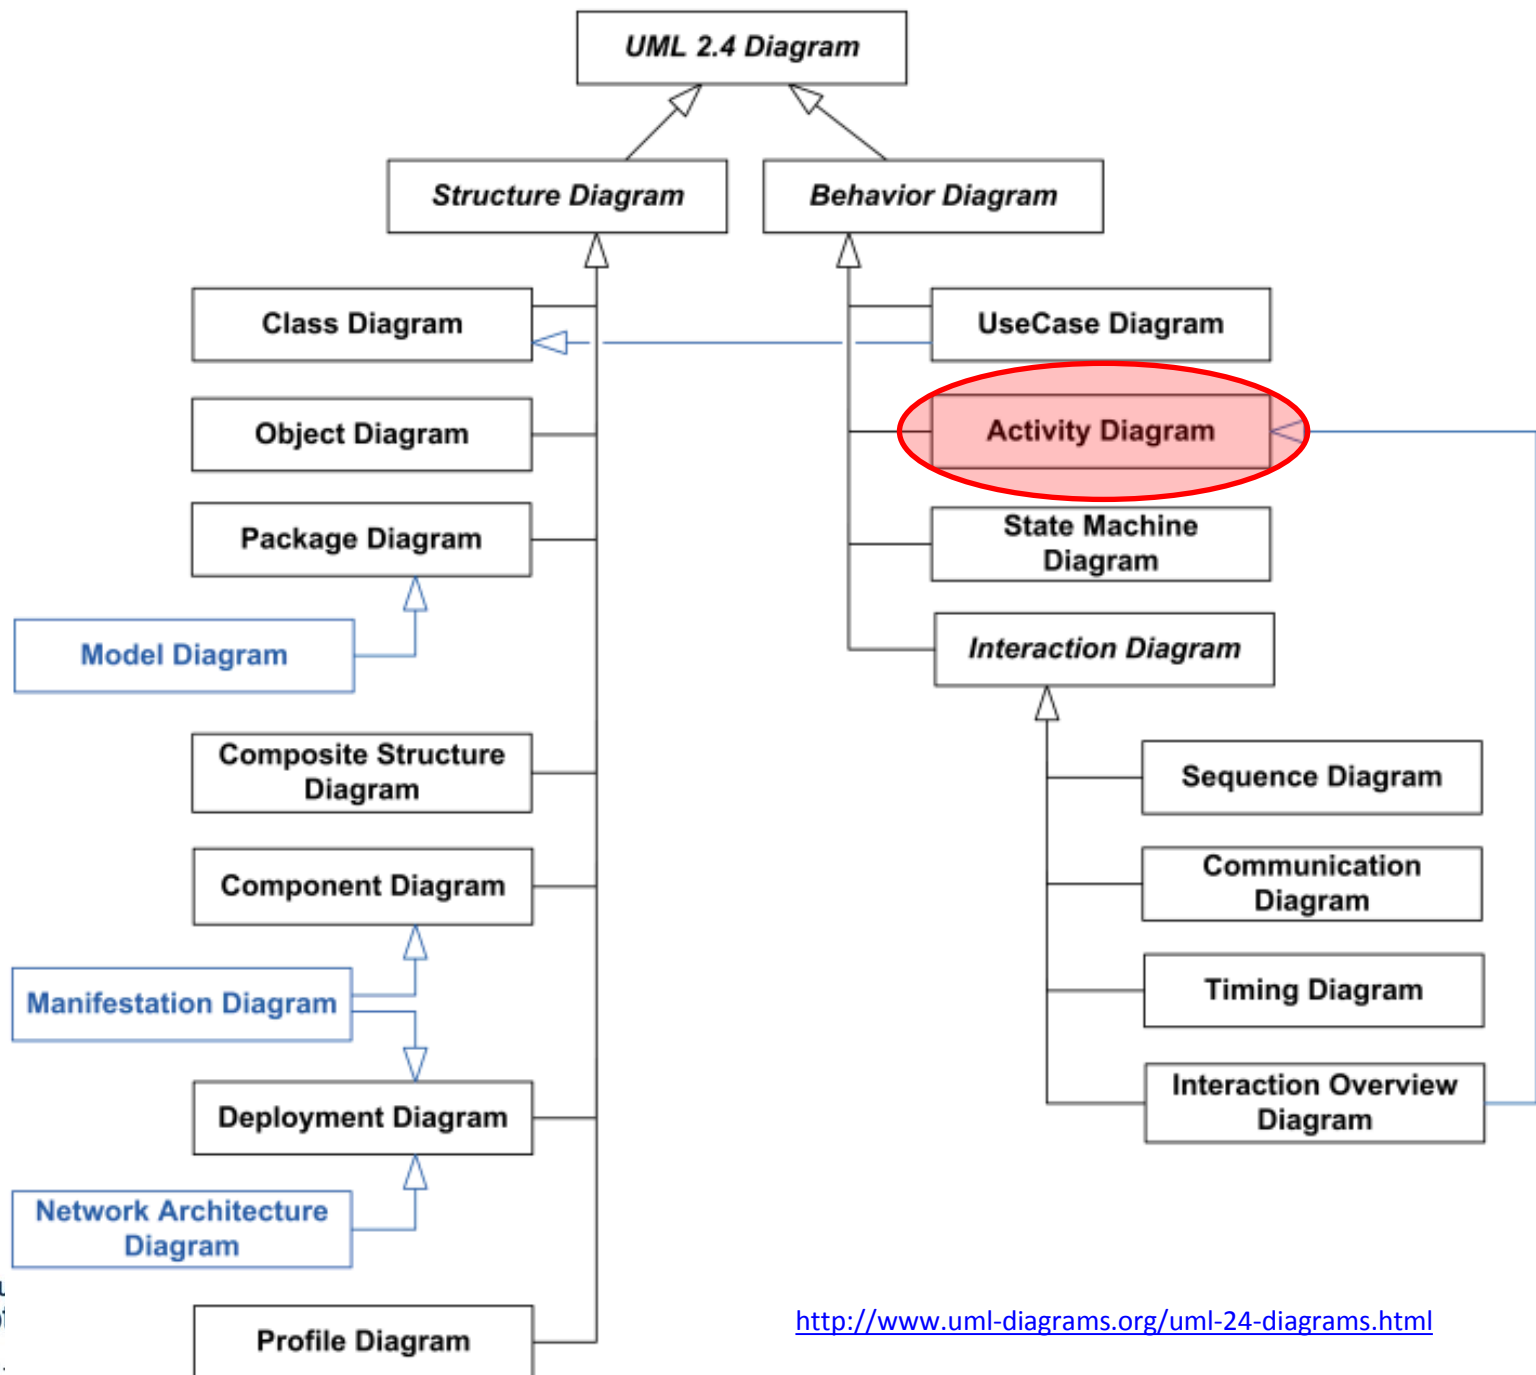 UML 2.4 Diagram
Structure Diagram
Behavior Diagram
Class Diagram
UseCase Diagram
Object Diagram
Activity Diagram
Package Diagram
State Machine
Diagram
Model Diagram
Interaction Diagram
Composite Structure
Diagram
Sequence Diagram
Component Diagram
Communication
Diagram
Manifestation Diagram
Timing Diagram
Deployment Diagram
Interaction Overview
Diagram
Network Architecture
Diagram
Profile Diagram
http://www.uml-diagrams.org/uml-24-diagrams.html